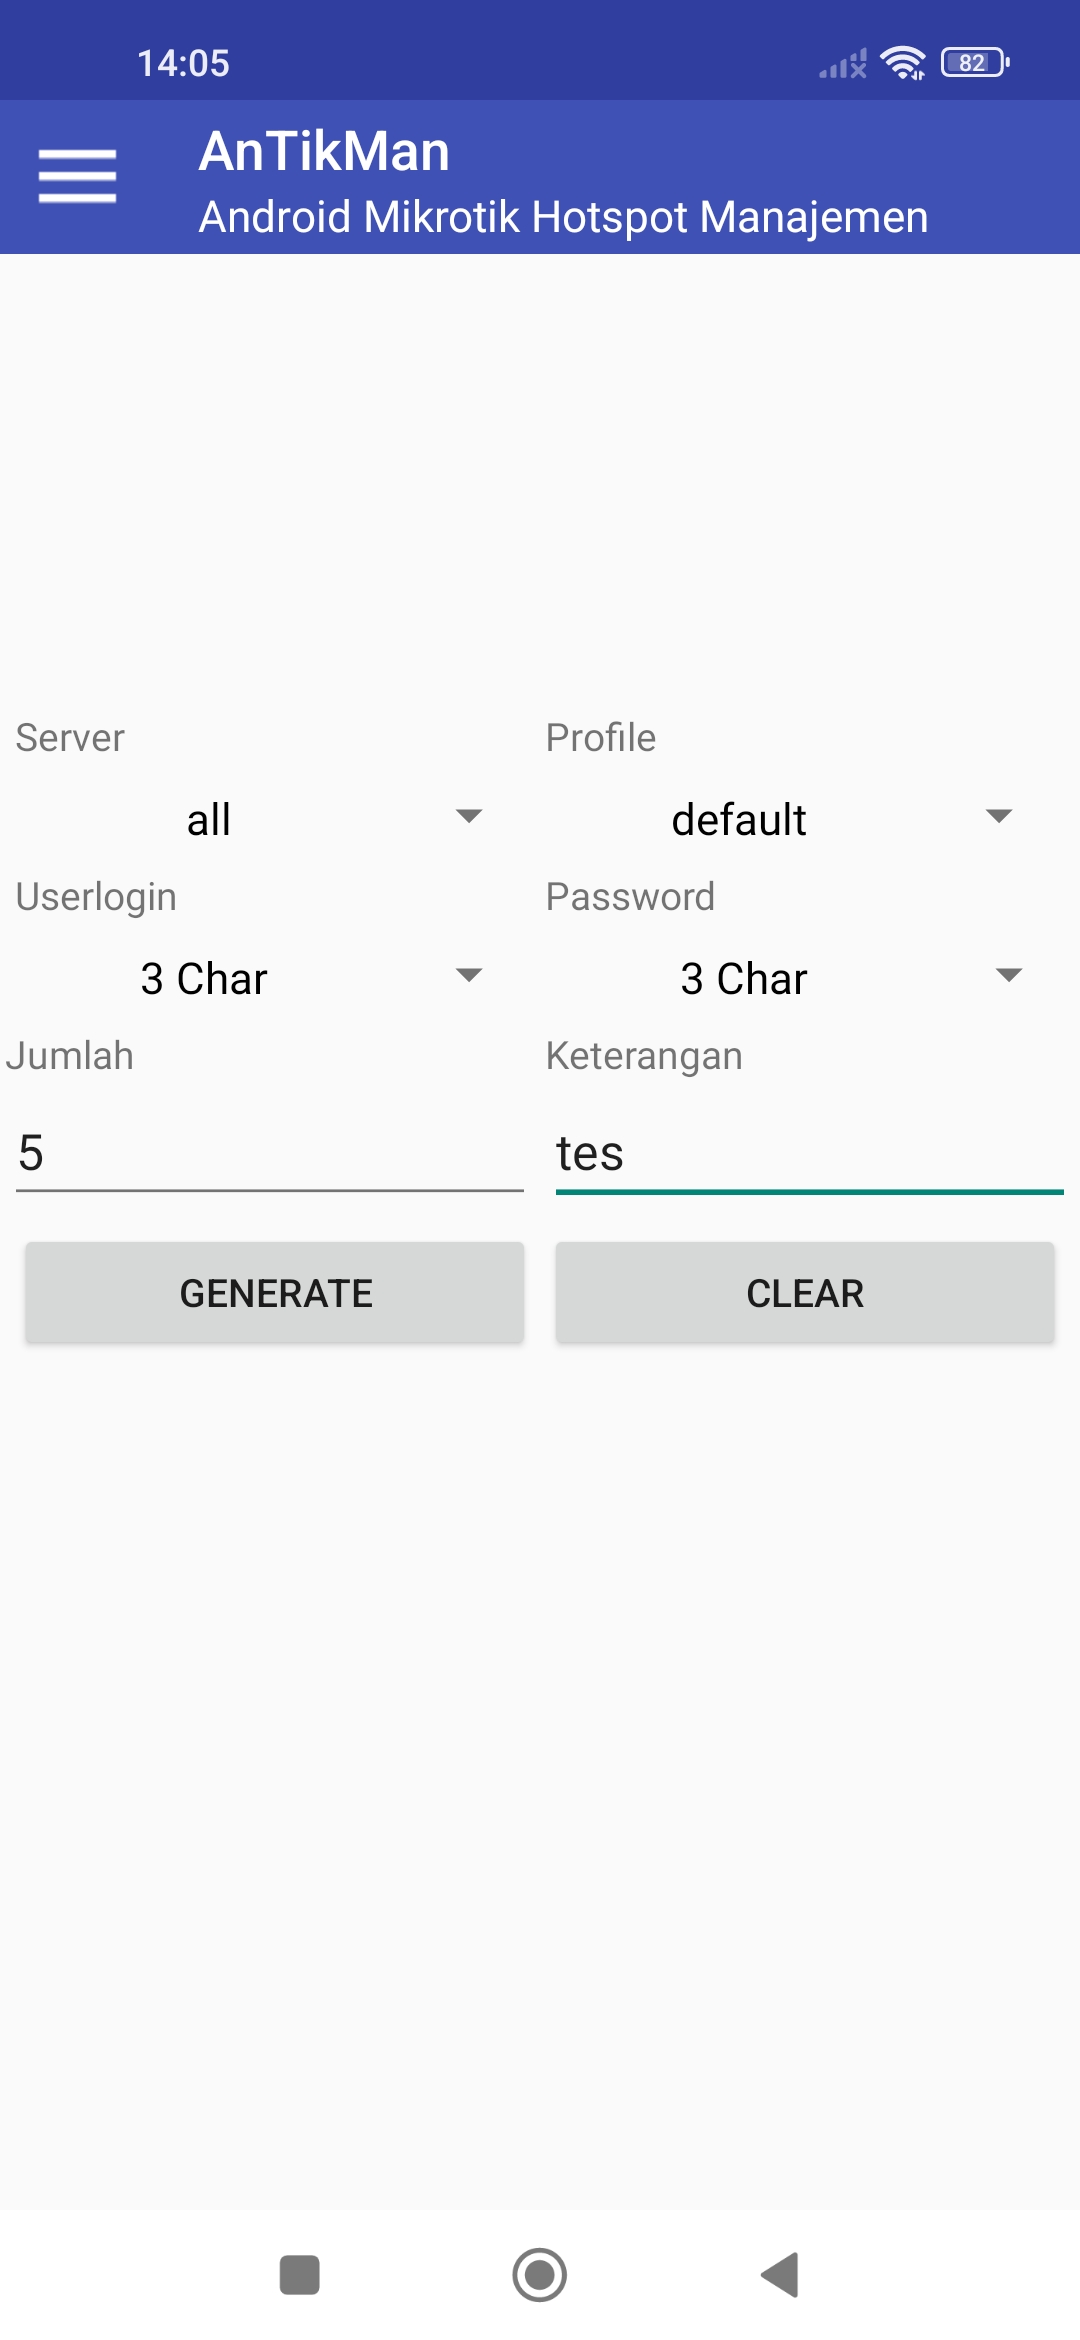 14:05
82
AnTikMan
Android Mikrotik Hotspot Manajemen
Server Profile
all default
Userlogin Password
3 Char 3 Char
Jumlah Keterangan
5 tes
GENERATE CLEAR